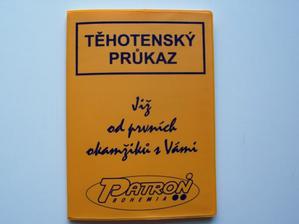 TĚHOTENSKÝ
PRŮKAZ
Již
od prvních
okamžiků s Vámi
PATRON
BOHEMIA